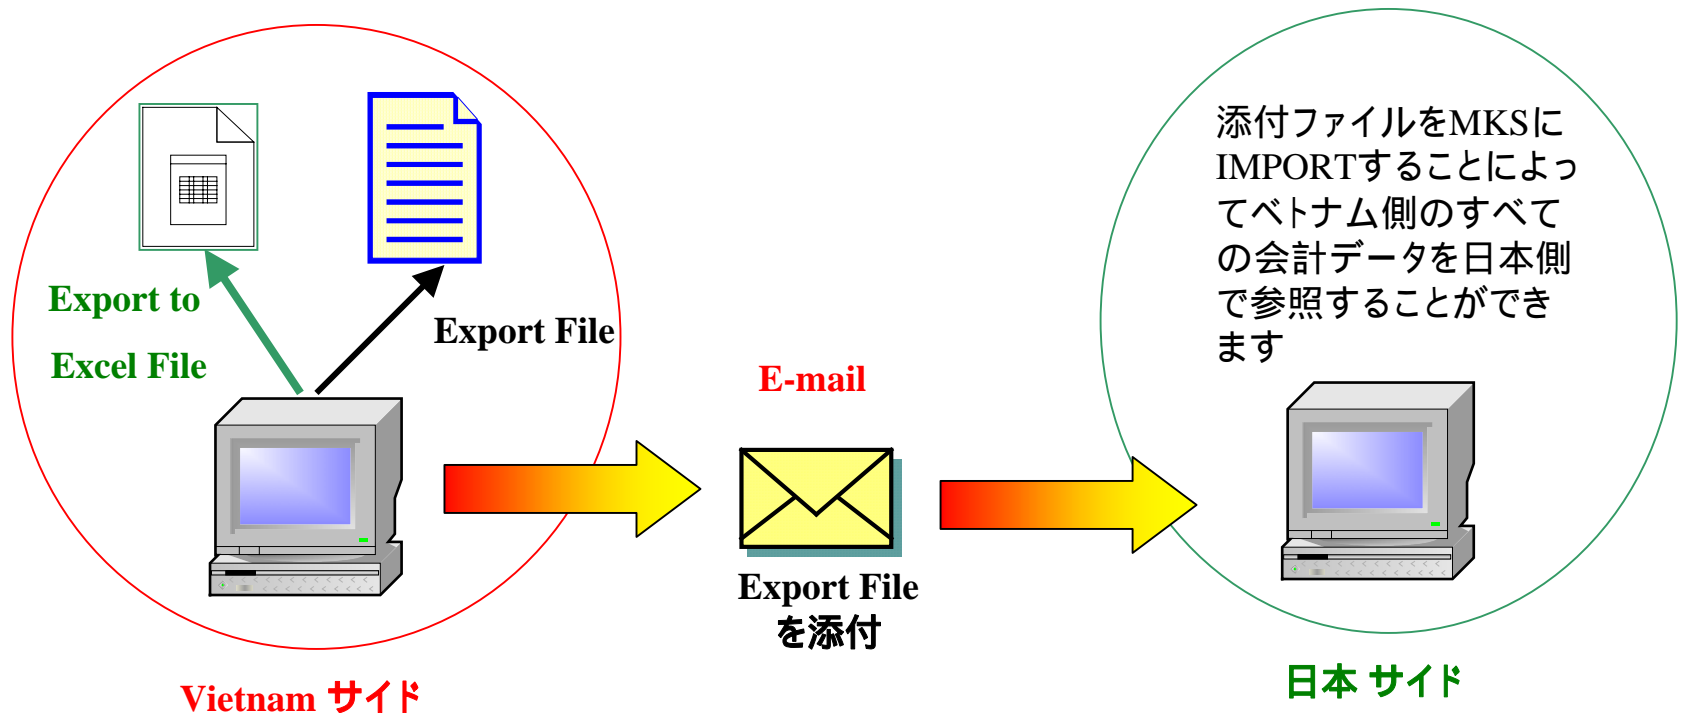 Export to
Excel File
Export File
Vietnam サイド
E-mail
Export File
を添付
添付ファイルをMKSに
IMPORTすることによっ
てベトナム側のすべて
の会計データを日本側
で参照することができ
ます
日本 サイド